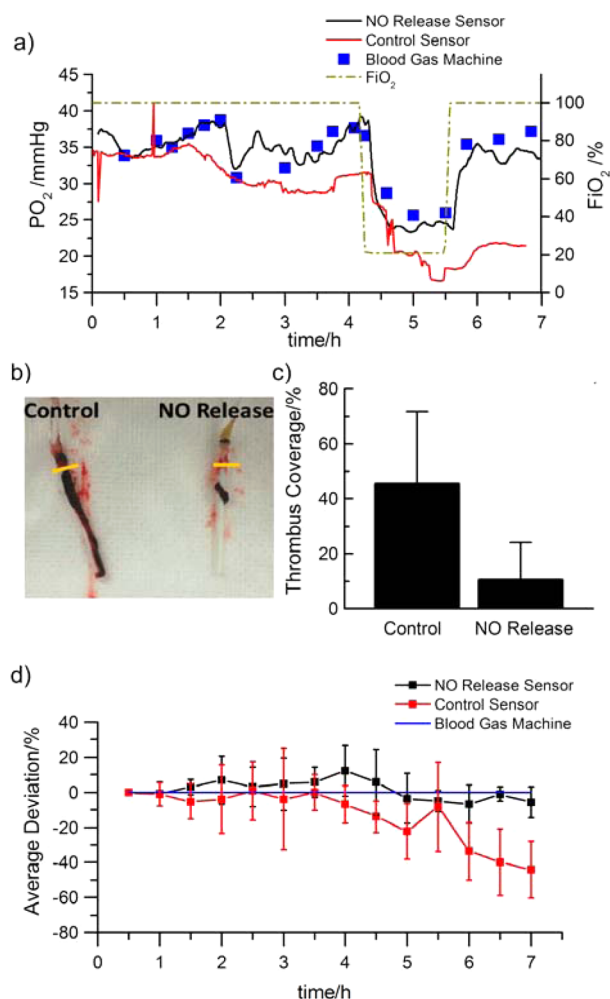 a)
NO Release Sensor
Control Sensor
Blood Gas Machine
FiO₂
45
40
35
30
25
20
15
PO₂ /mmHg
100
80
60
40
20
0
FiO₂ /%
0 1 2 3 4 5 6 7
time/h
b)
Control NO Release
c)
80
60
40
20
0
Thrombus Coverage/%
Control NO Release
d)
NO Release Sensor
Control Sensor
Blood Gas Machine
40
20
0
-20
-40
-60
-80
Average Deviation/%
0 1 2 3 4 5 6 7
time/h